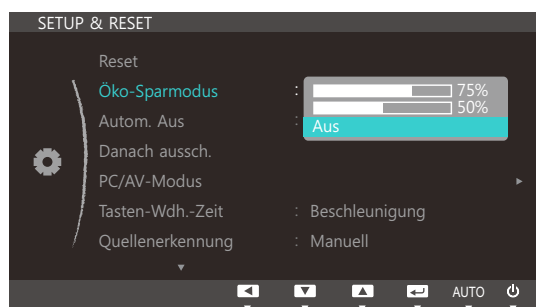 SETUP & RESET
Reset
Öko-Sparmodus :
75%
50%
Aus
Autom. Aus :
Danach aussch.
PC/AV-Modus
Tasten-Wdh.-Zeit : Beschleunigung
Quellenerkennung : Manuell
AUTO